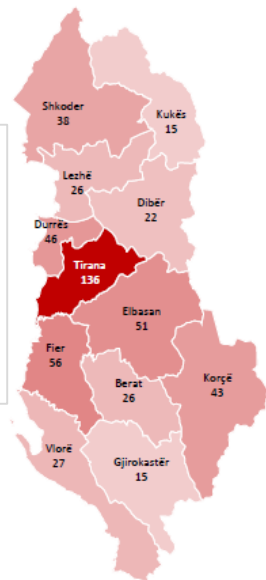 Shkoder
38
Kukës
15
Lezhë
26
Dibër
22
Durrës
46
Tirana
136
Elbasan
51
Fier
56
Berat
26
Korçë
43
Vlorë
27
Gjirokastër
15